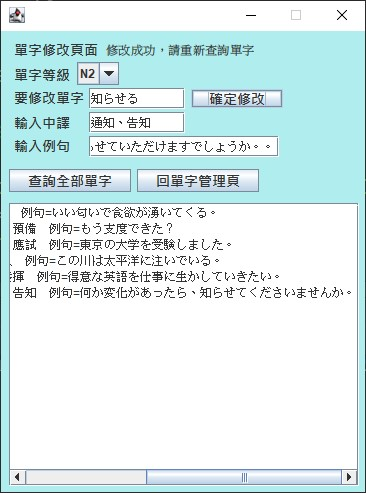 單字修改頁面 修改成功，請重新查詢單字
單字等級 N2
要修改單字 知らせる 確定修改
輸入中譯 通知、告知
輸入例句 せていただけますでしょうか。。
查詢全部單字 回單字管理頁
例句=いい匂いで食欲が湧いてくる。
預備 例句=もう支度できた？
應試 例句=東京の大学を受験しました。
、 例句=この川は太平洋に注いでいる。
揮 例句=得意な英語を仕事に生かしていきたい。
告知 例句=何か変化があったら、知らせてくださいませんか。